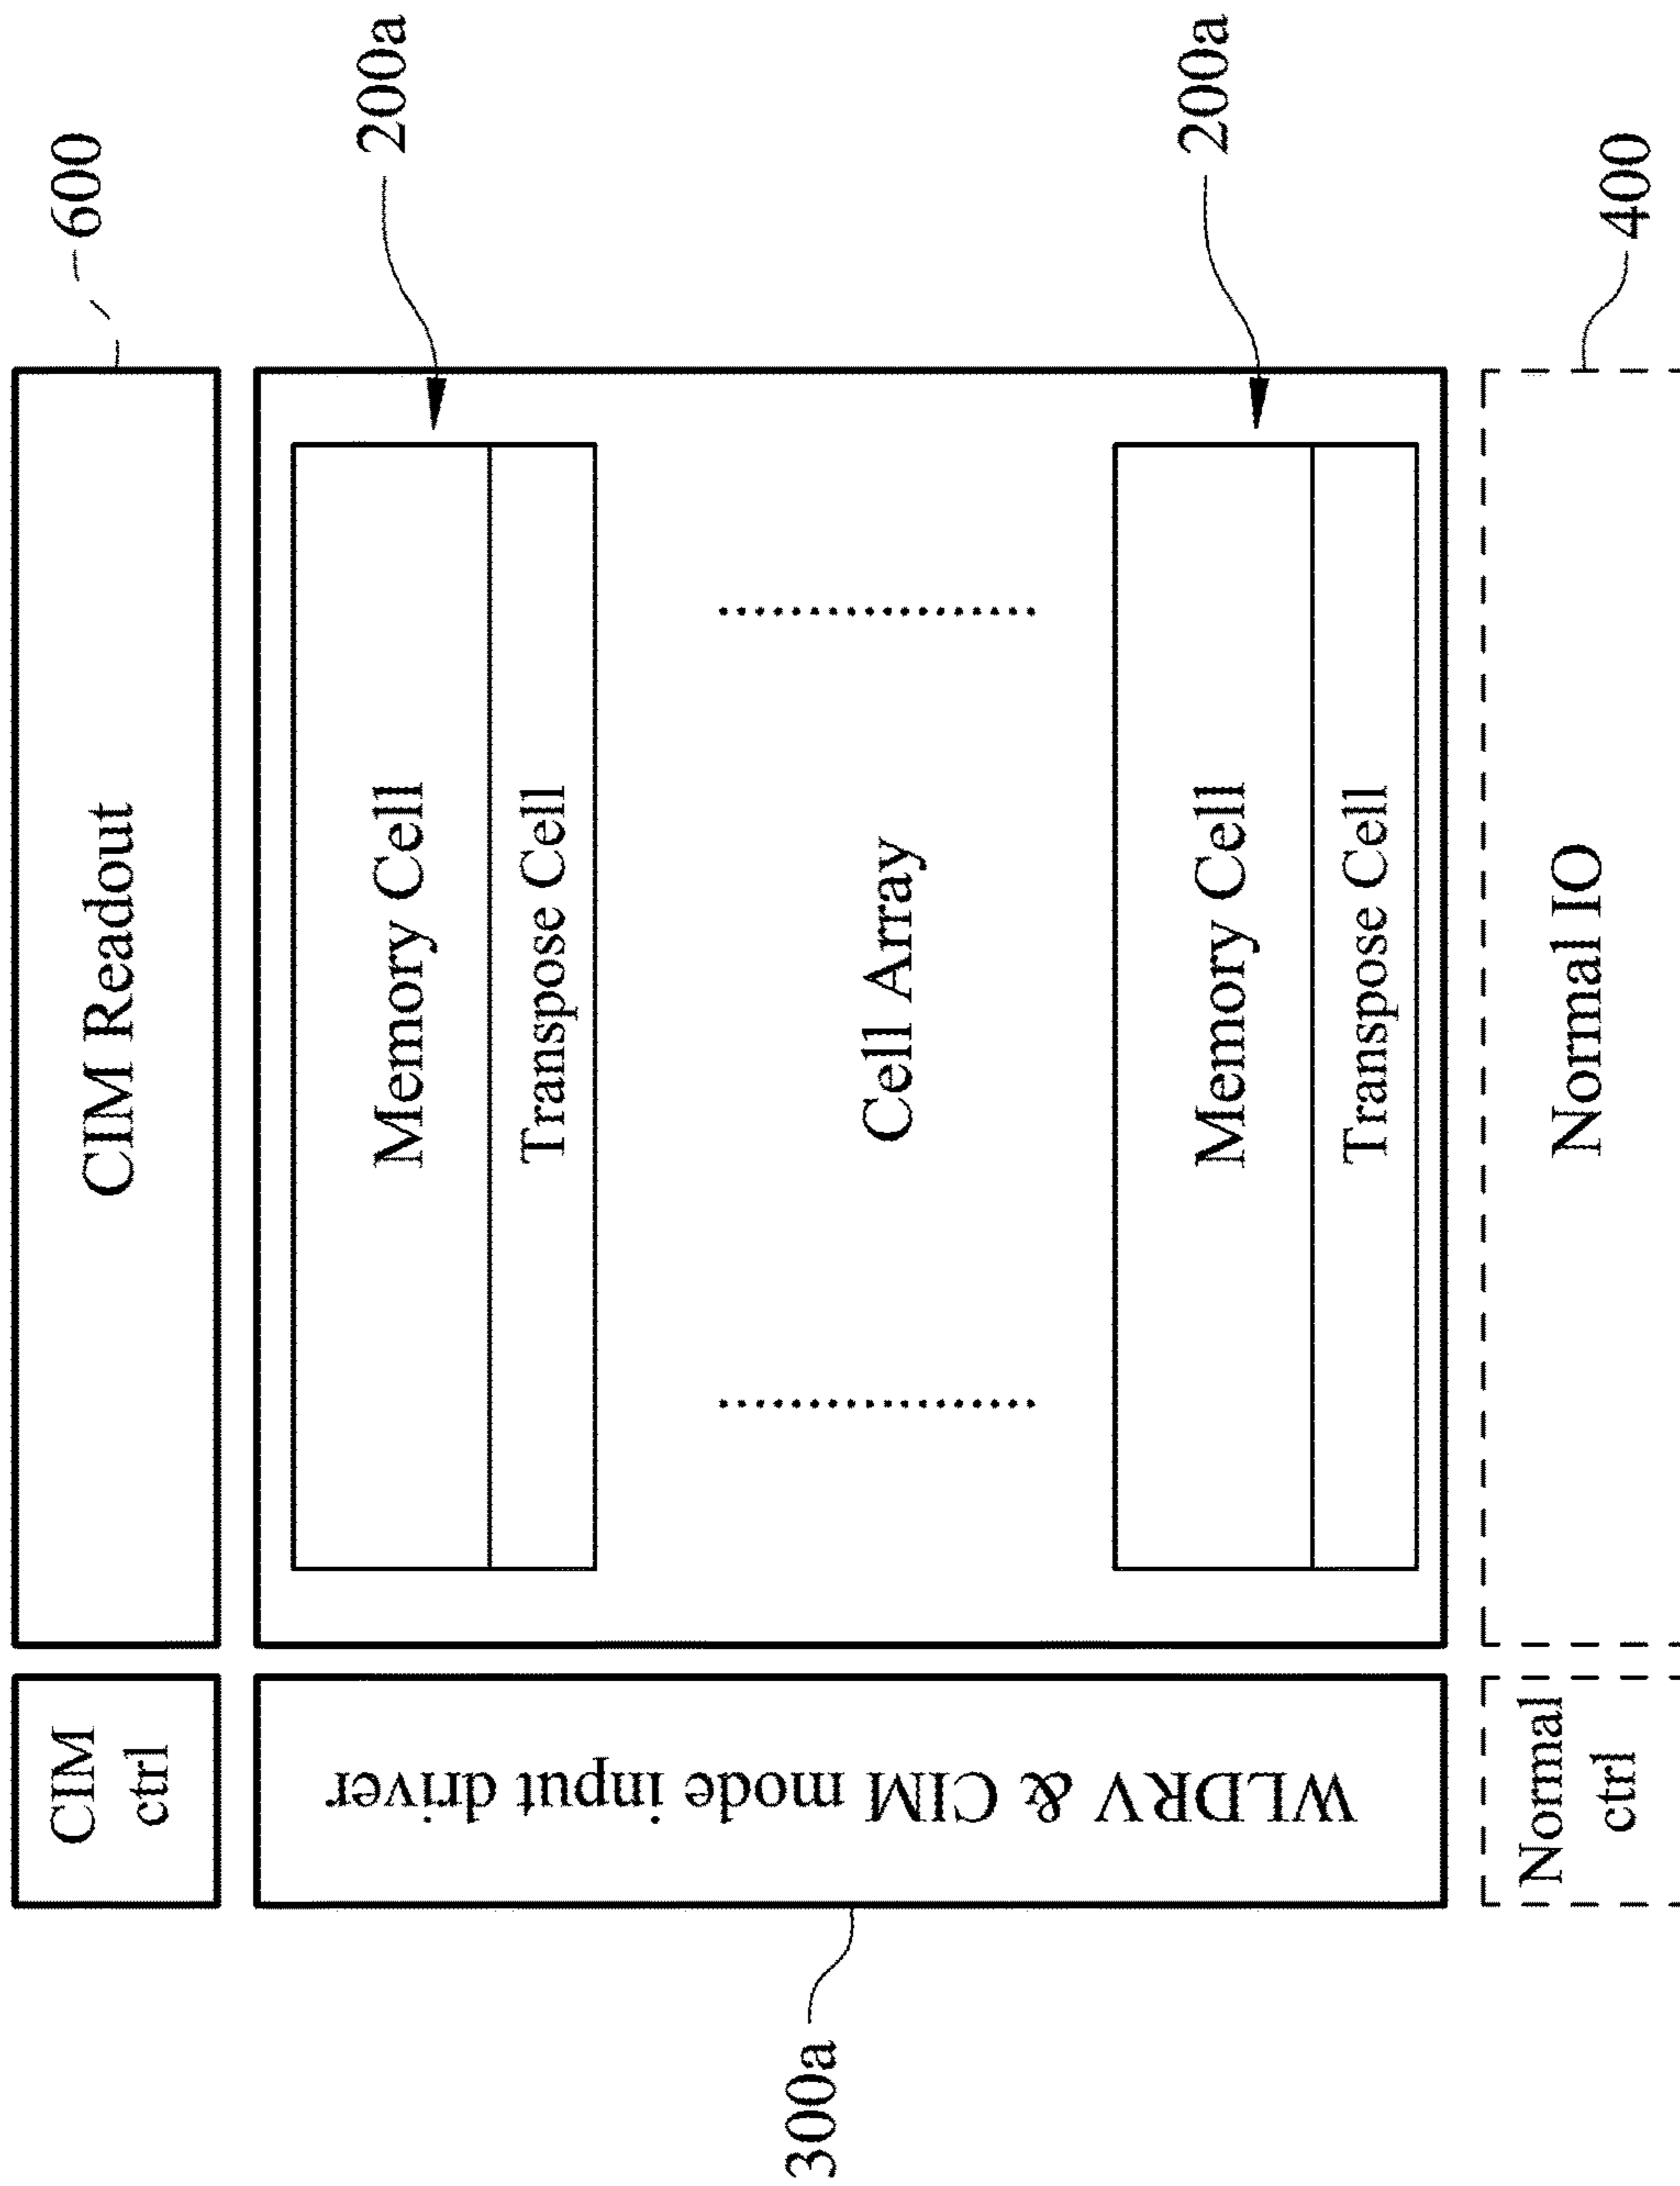 600
CIM ctrl
CIM Readout
200a
Memory Cell
Transpose Cell
300a
WLDRV & CIM mode input driver
Cell Array
200a
Memory Cell
Transpose Cell
Normal
ctrl
Normal IO
400